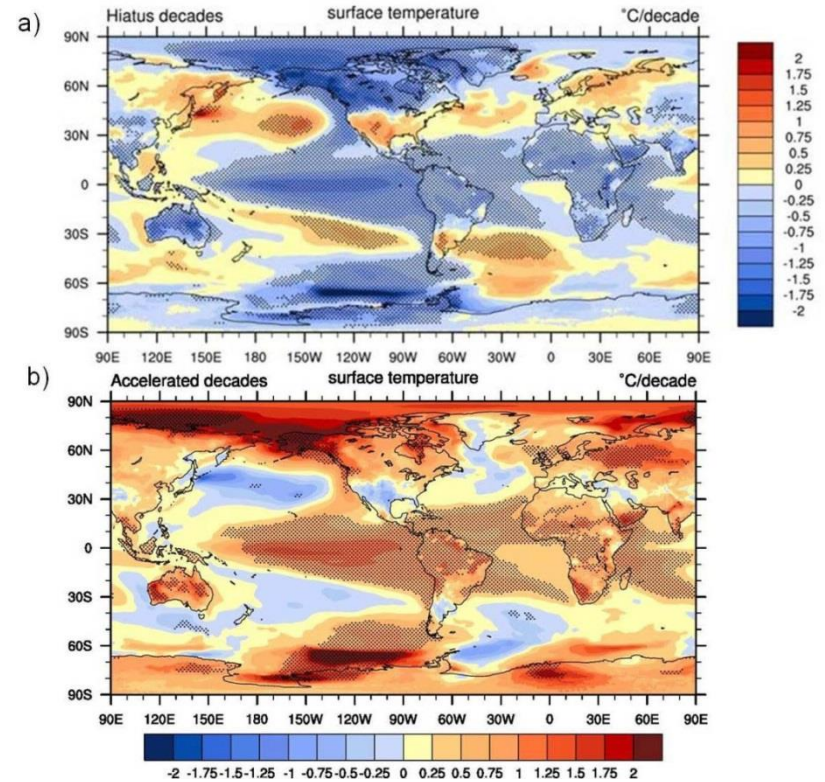 a)
Hiatus decades surface temperature °C/decade
90N
60N
30N
0
30S
60S
90S
90E 120E 150E 180 150W 120W 90W 60W 30W 0 30E 60E 90E
2
1.75
1.5
1.25
1
0.75
0.5
0.25
0
-0.25
-0.5
-0.75
-1
-1.25
-1.5
-1.75
-2
b)
Accelerated decades surface temperature °C/decade
90N
60N
30N
0
30S
60S
90S
90E 120E 150E 180 150W 120W 90W 60W 30W 0 30E 60E 90E
-2 -1.75 -1.5 -1.25 -1 -0.75 -0.5 -0.25 0 0.25 0.5 0.75 1 1.25 1.5 1.75 2